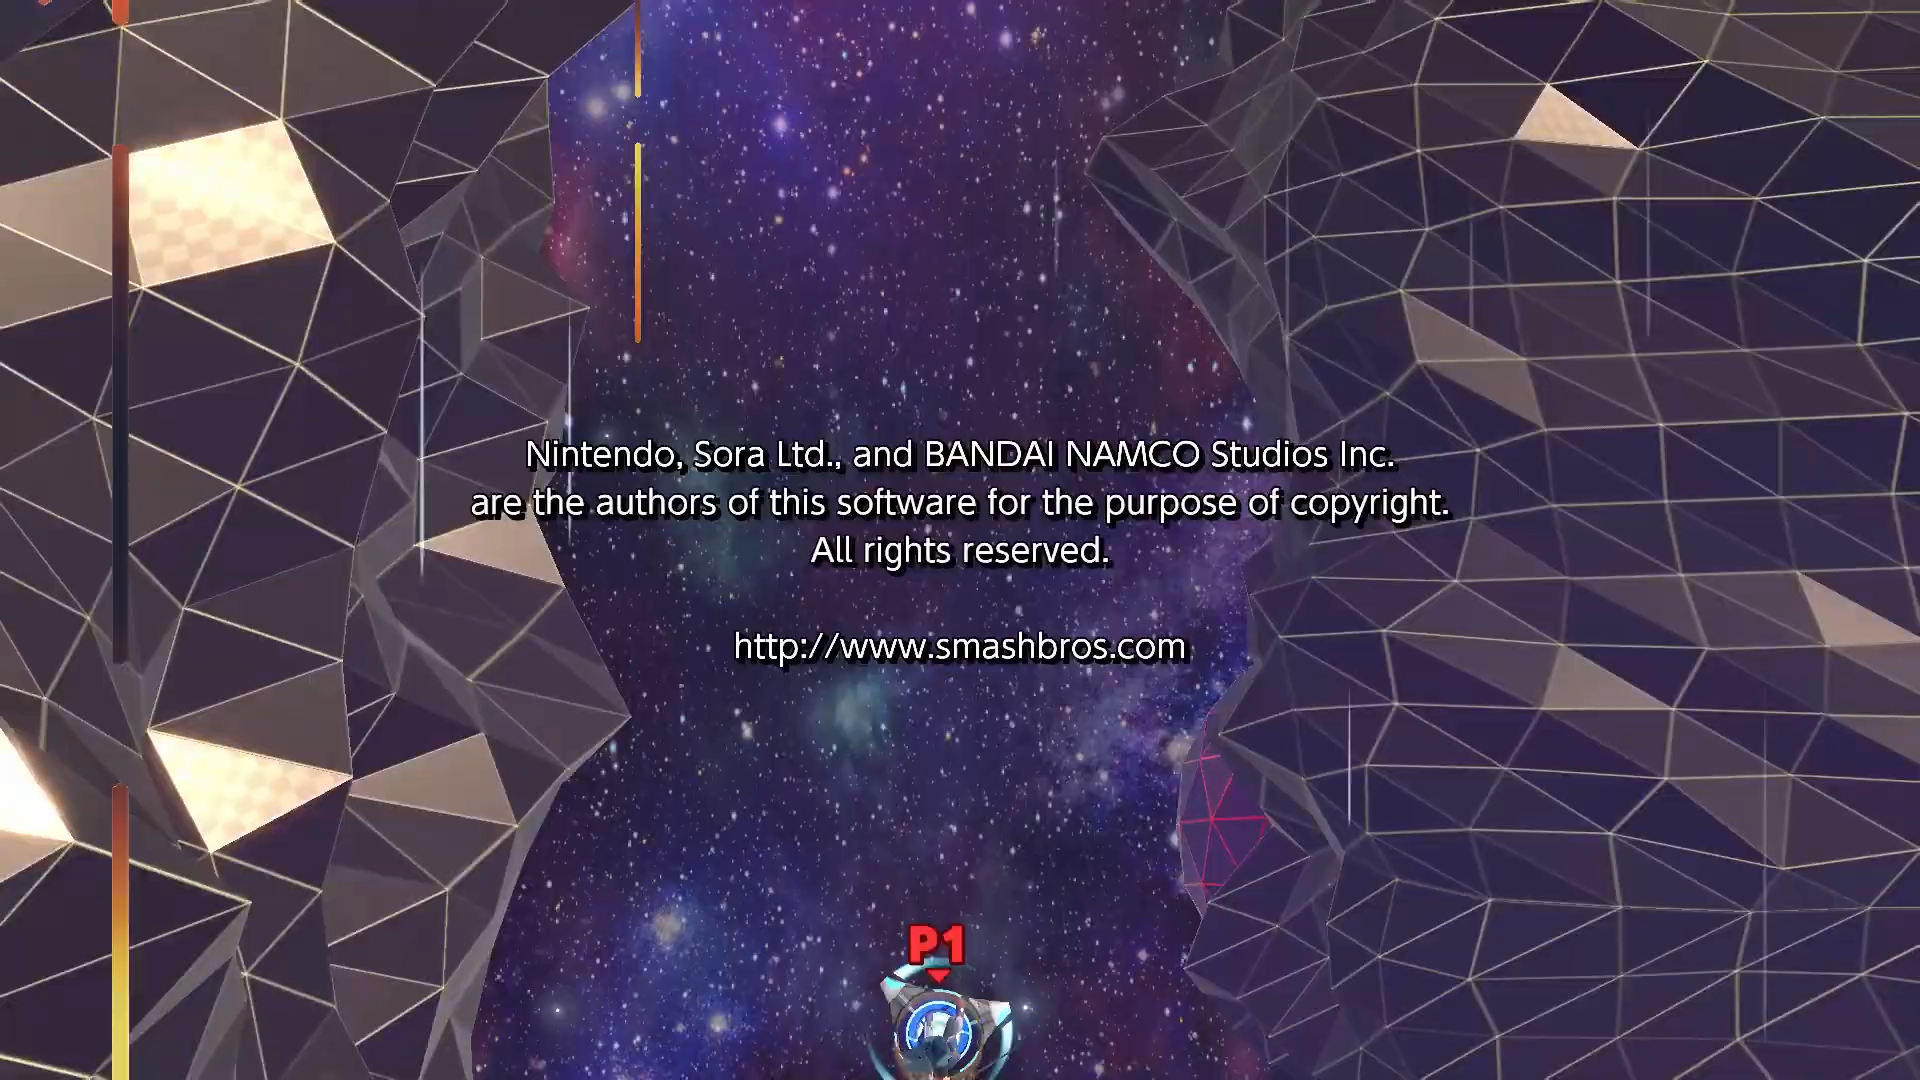 Nintendo, Sora Ltd., and BANDAI NAMCO Studios Inc.
are the authors of this software for the purpose of copyright.
All rights reserved.
http://www.smashbros.com
P1